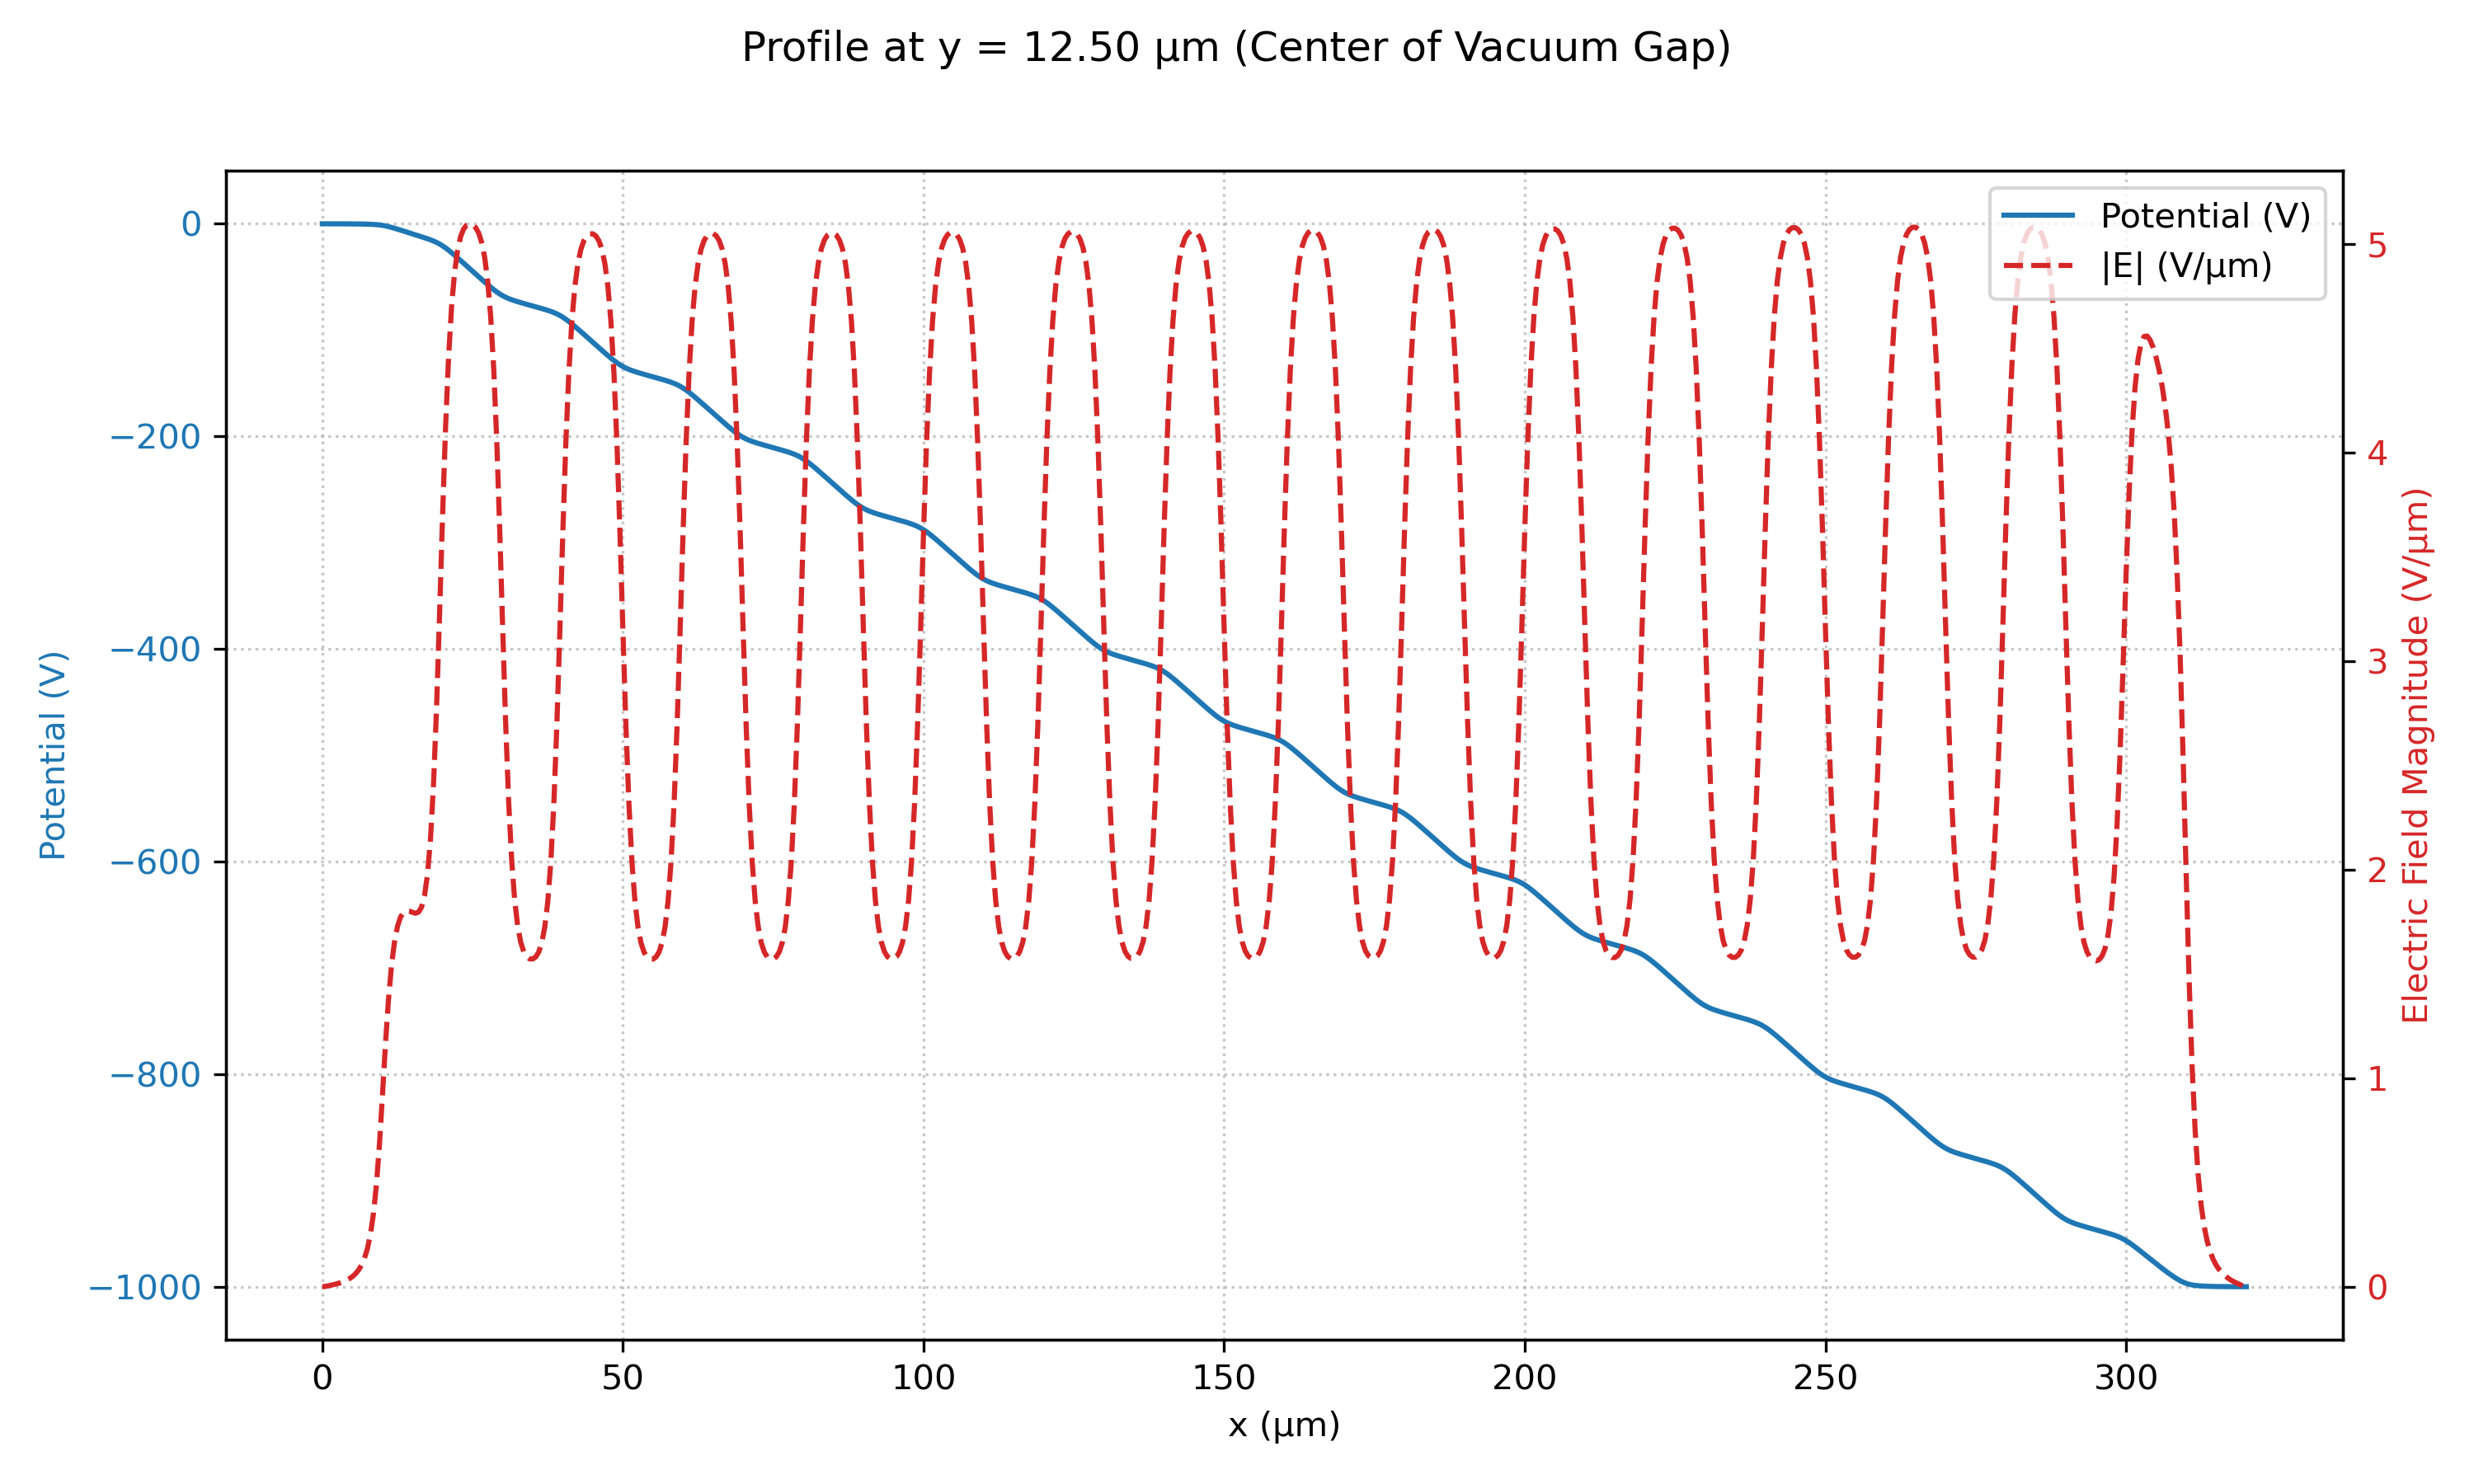 Profile at y = 12.50 μm (Center of Vacuum Gap)
Potential (V)
|E| (V/μm)
0
−200
−400
−600
−800
−1000
Potential (V)
5
4
3
2
1
0
Electric Field Magnitude (V/μm)
0 50 100 150 200 250 300
x (μm)